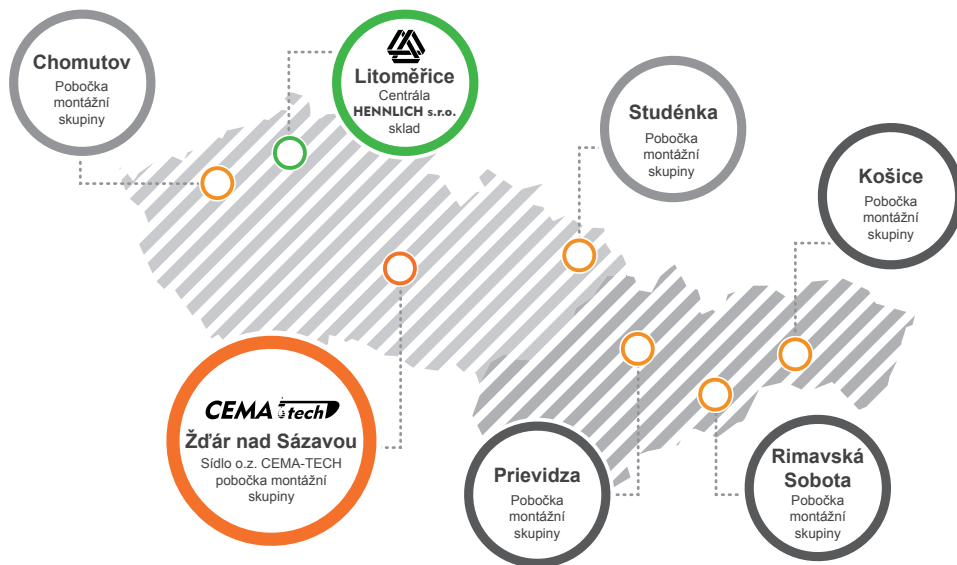 Chomutov
Pobočka
montážní
skupiny
Litoměřice
Centrála
HENNLICH s.r.o.
sklad
Studénka
Pobočka
montážní
skupiny
Košice
Pobočka
montážní
skupiny
CEMA tech
Žďár nad Sázavou
Sídlo o.z. CEMA-TECH
pobočka montážní
skupiny
Prievidza
Pobočka
montážní
skupiny
Rimavská
Sobota
Pobočka
montážní
skupiny